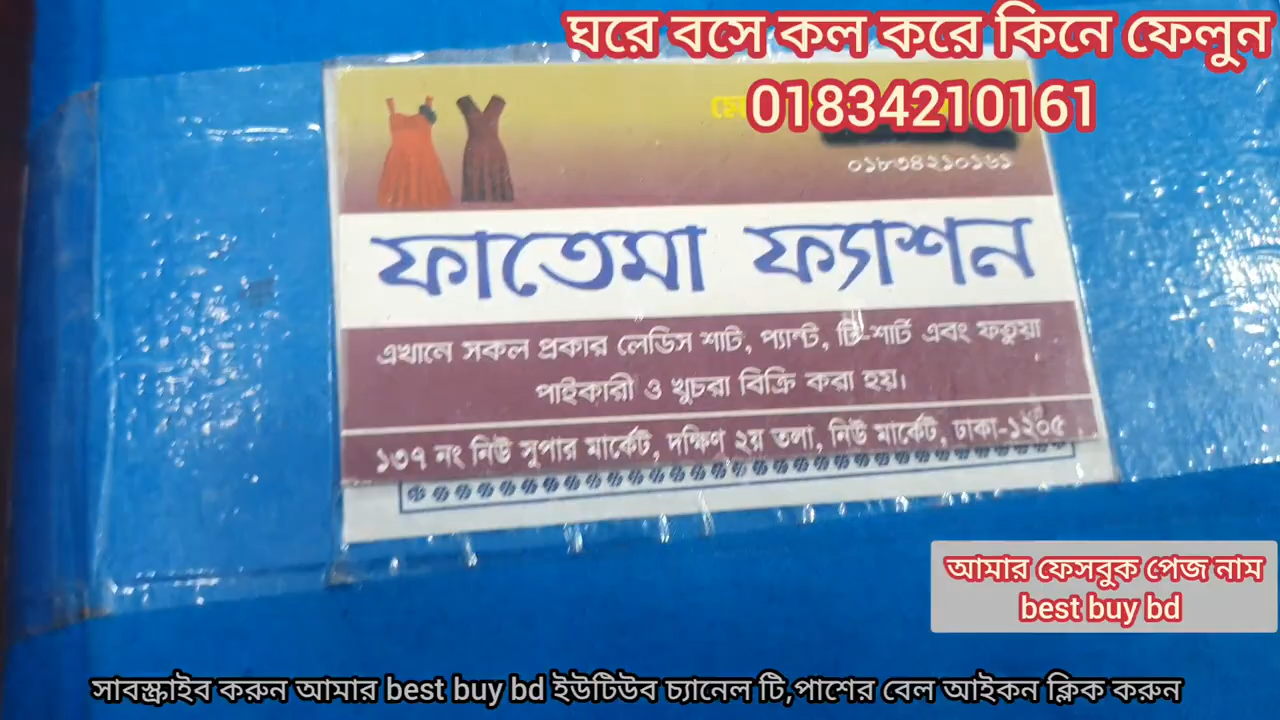 ঘরে বসে কল করে কিনে ফেলুন
01834210161
০১৮৩৪২১০১৬১
ফাতেমা ফ্যাশন
এখানে সকল প্রকার লেডিস শার্ট, প্যান্ট, টি-শার্ট এবং ফতুয়া
পাইকারী ও খুচরা বিক্রি করা হয়।
১৩৭ নং নিউ সুপার মার্কেট, দক্ষিণ ২য় তলা, নিউ মার্কেট, ঢাকা-১২০৫
আমার ফেসবুক পেজ নাম
best buy bd
সাবস্ক্রাইব করুন আমার best buy bd ইউটিউব চ্যানেল টি,পাশের বেল আইকন ক্লিক করুন